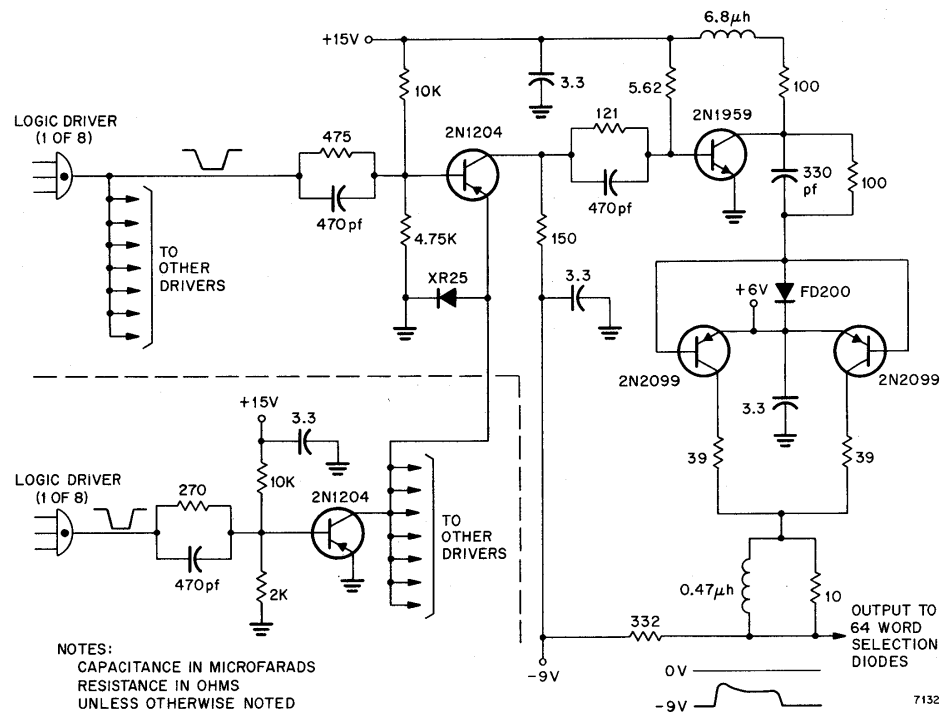 6.8μh
+15V
10K
3.3
5.62
100
LOGIC DRIVER
(1 OF 8)
475
2N1204
121
2N1959
470pf
470pf
330
pf
100
TO
OTHER
DRIVERS
4.75K
150
XR25
3.3
+6V
FD200
2N2099
2N2099
3.3
39
39
+15V
3.3
LOGIC DRIVER
(1 OF 8)
270
10K
2N1204
TO
OTHER
DRIVERS
470pf
2K
0.47μh
10
332
OUTPUT TO
64 WORD
SELECTION
DIODES
NOTES:
CAPACITANCE IN MICROFARADS
RESISTANCE IN OHMS
UNLESS OTHERWISE NOTED
-9V
0V
-9V
7132